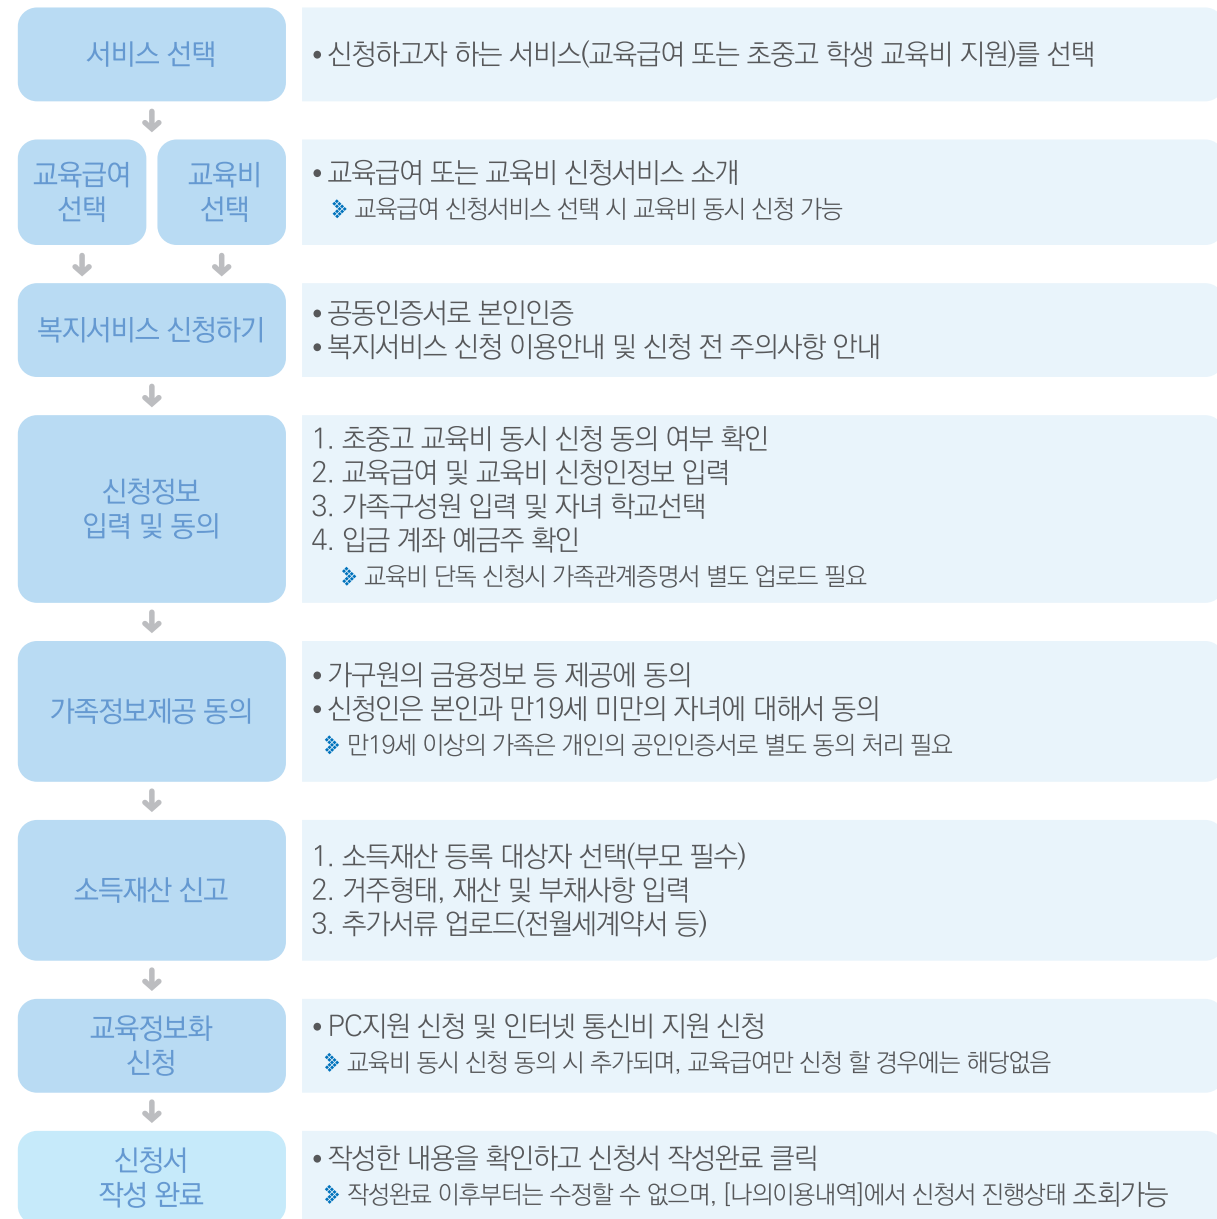 서비스 선택
• 신청하고자 하는 서비스(교육급여 또는 초중고 학생 교육비 지원)를 선택
교육급여
선택
교육비
선택
• 교육급여 또는 교육비 신청서비스 소개
교육급여 신청서비스 선택 시 교육비 동시 신청 가능
복지서비스 신청하기
• 공동인증서로 본인인증
• 복지서비스 신청 이용안내 및 신청 전 주의사항 안내
신청정보
입력 및 동의
1. 초중고 교육비 동시 신청 동의 여부 확인
2. 교육급여 및 교육비 신청인정보 입력
3. 가족구성원 입력 및 자녀 학교선택
4. 입금 계좌 예금주 확인
교육비 단독 신청시 가족관계증명서 별도 업로드 필요
가족정보제공 동의
• 가구원의 금융정보 등 제공에 동의
• 신청인은 본인과 만19세 미만의 자녀에 대해서 동의
만19세 이상의 가족은 개인의 공인인증서로 별도 동의 처리 필요
소득재산 신고
1. 소득재산 등록 대상자 선택(부모 필수)
2. 거주형태, 재산 및 부채사항 입력
3. 추가서류 업로드(전월세계약서 등)
교육정보화
신청
• PC지원 신청 및 인터넷 통신비 지원 신청
교육비 동시 신청 동의 시 추가되며, 교육급여만 신청 할 경우에는 해당없음
신청서
작성 완료
• 작성한 내용을 확인하고 신청서 작성완료 클릭
작성완료 이후부터는 수정할 수 없으며, [나의이용내역]에서 신청서 진행상태 조회가능